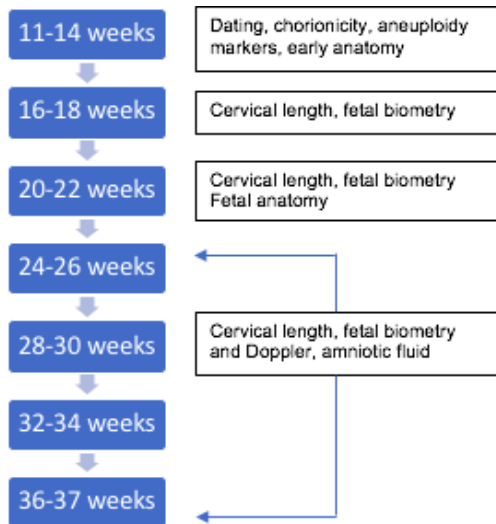 11-14 weeks
Dating, chorionicity, aneuploidy
markers, early anatomy
16-18 weeks
Cervical length, fetal biometry
20-22 weeks
Cervical length, fetal biometry
Fetal anatomy
24-26 weeks
28-30 weeks
Cervical length, fetal biometry
and Doppler, amniotic fluid
32-34 weeks
36-37 weeks